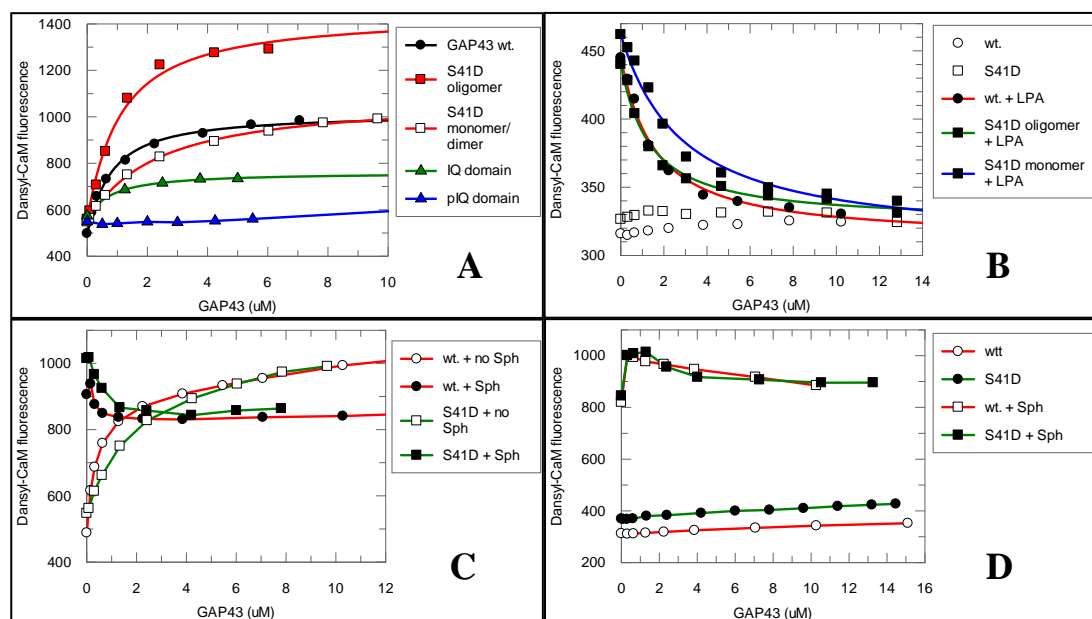 1400
1200
1000
800
600
400
0 2 4 6 8 10
Dansyl-CaM fluorescence
GAP43 (uM)
A
GAP43 wt.
S41D
oligomer
S41D
monomer/
dimer
IQ domain
pIQ domain
450
400
350
300
0 2 4 6 8 10 12 14
Dansyl-CaM fluorescence
GAP43 (uM)
B
wt.
S41D
wt. + LPA
S41D oligomer
+ LPA
S41D monomer
+ LPA
1000
800
600
400
0 2 4 6 8 10 12
Dansyl-CaM fluorescence
GAP43 (uM)
C
wt. + no Sph
wt. + Sph
S41D + no
Sph
S41D + Sph
1000
800
600
400
200
0 2 4 6 8 10 12 14 16
Dansyl-CaM fluorescence
GAP43 (uM)
D
wtt
S41D
wt. + Sph
S41D + Sph